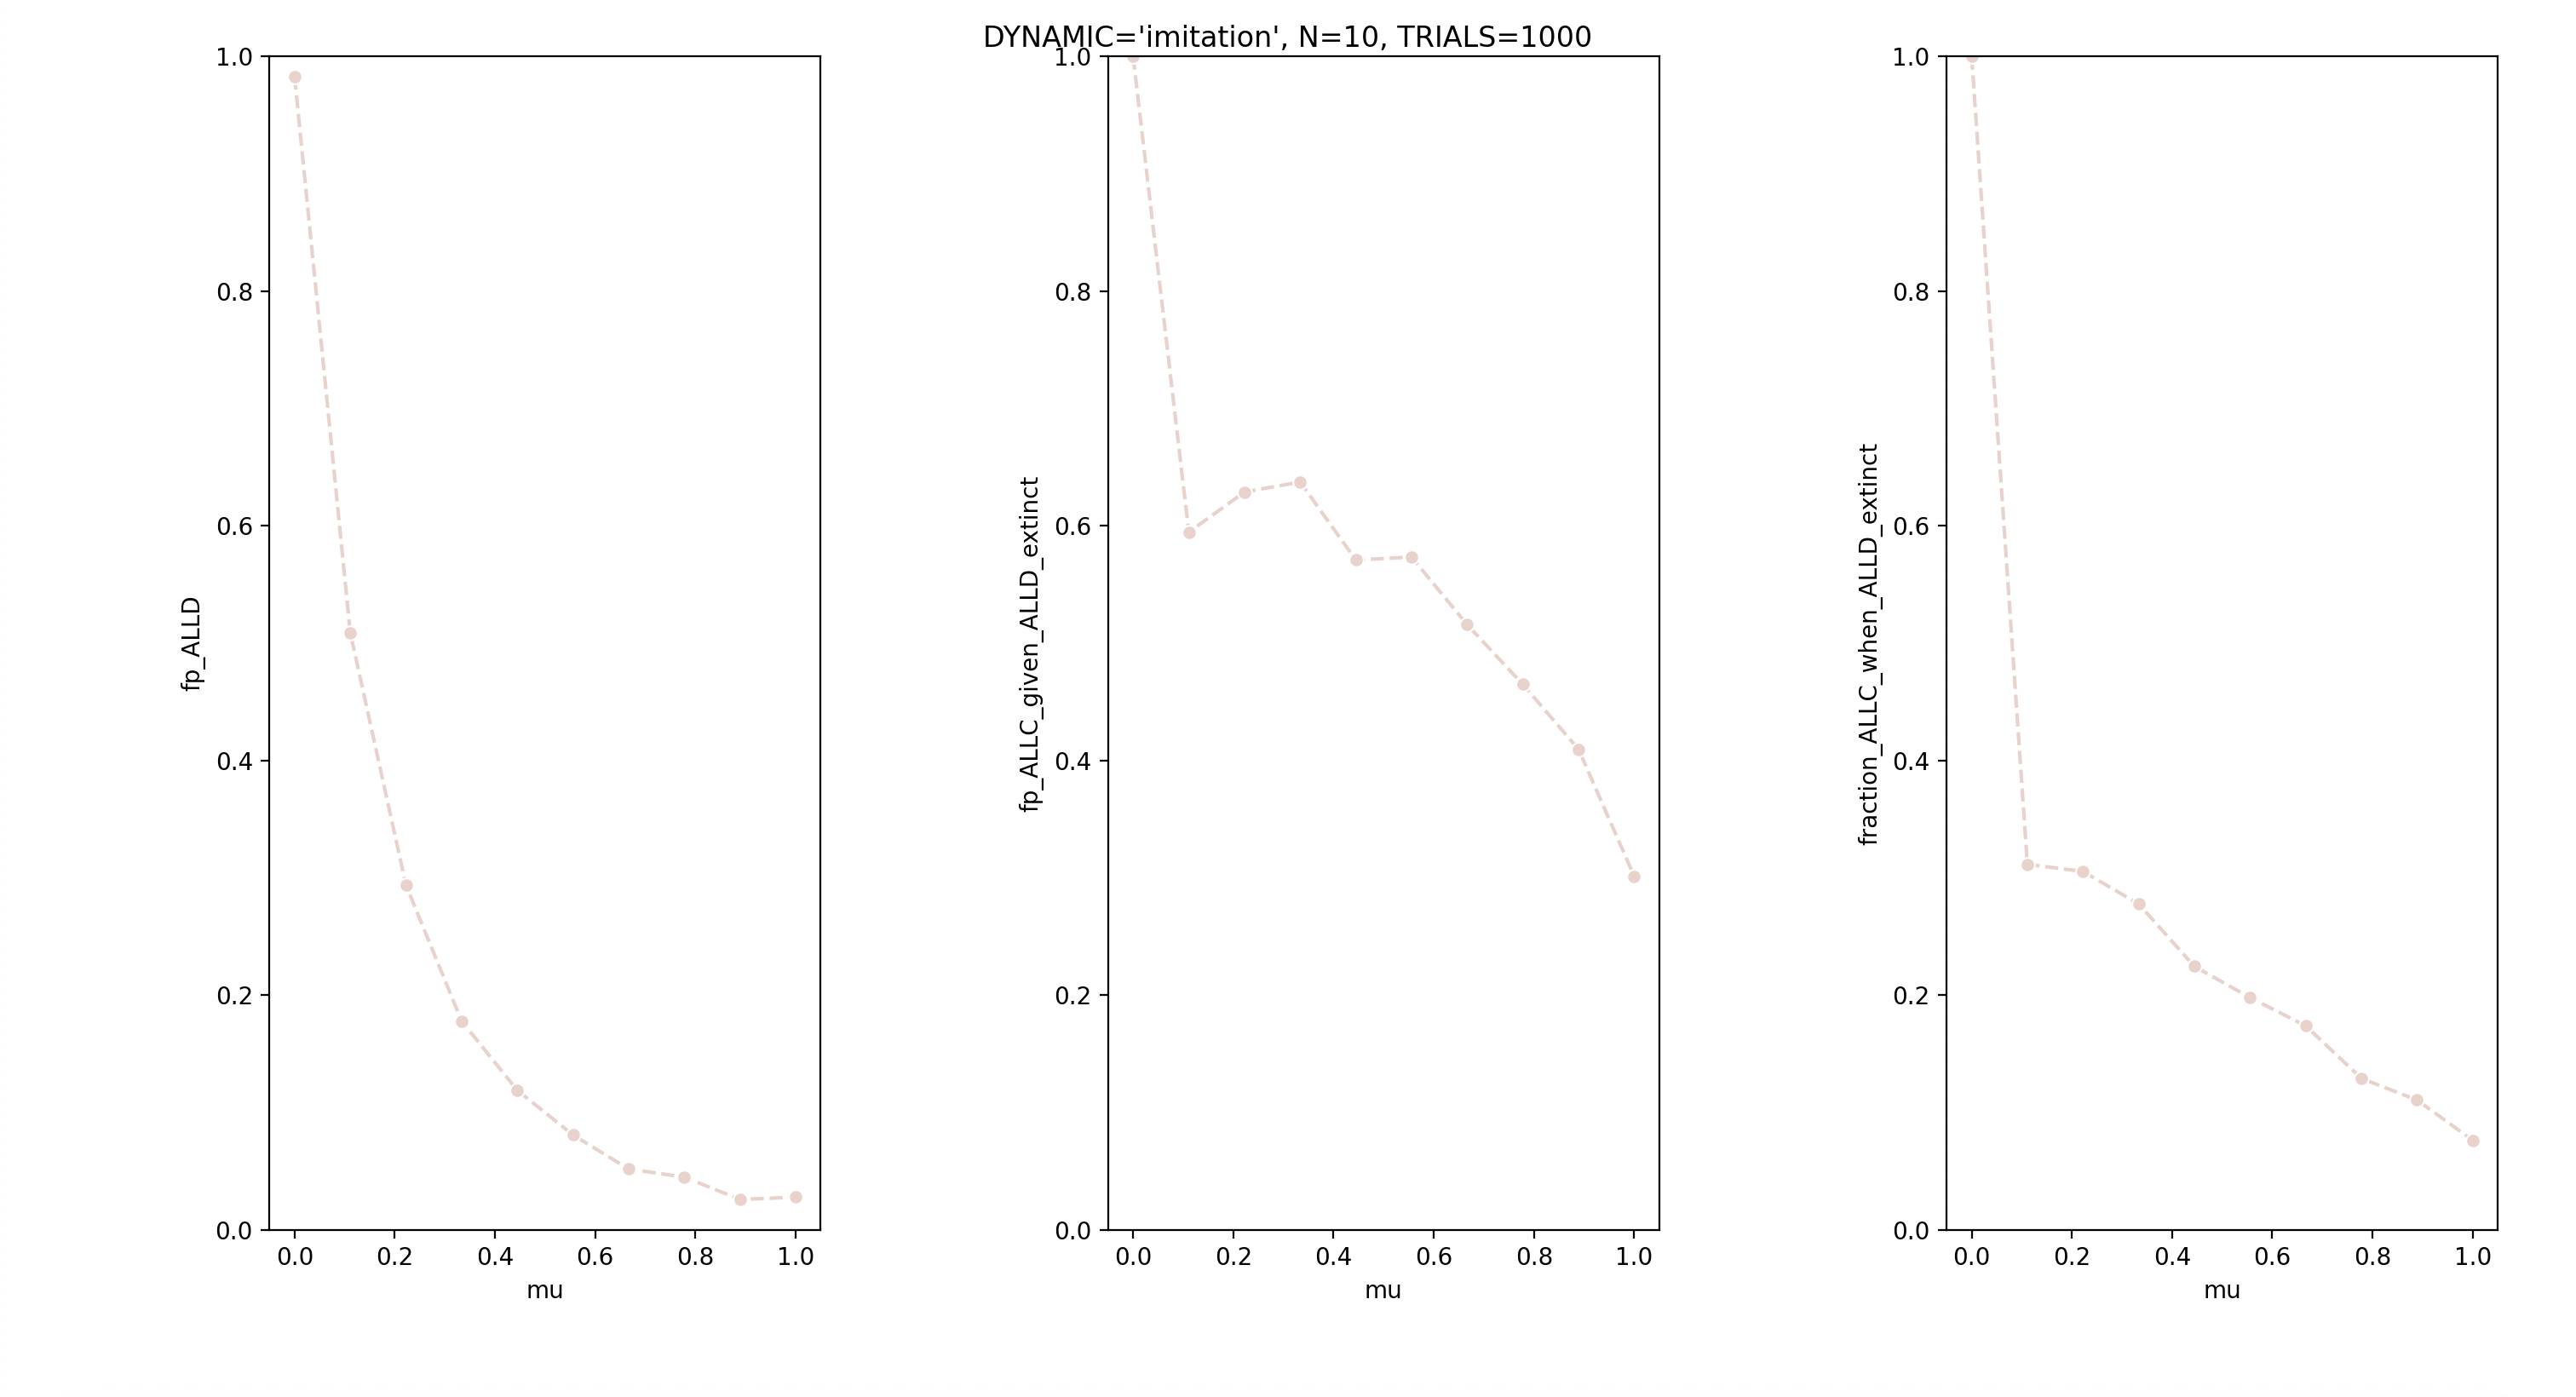 DYNAMIC='imitation', N=10, TRIALS=1000
fp_ALLD
1.0
0.8
0.6
0.4
0.2
0.0
0.0 0.2 0.4 0.6 0.8 1.0
mu
fp_ALLC_given_ALLD_extinct
1.0
0.8
0.6
0.4
0.2
0.0
0.0 0.2 0.4 0.6 0.8 1.0
mu
fraction_ALLC_when_ALLD_extinct
1.0
0.8
0.6
0.4
0.2
0.0
0.0 0.2 0.4 0.6 0.8 1.0
mu